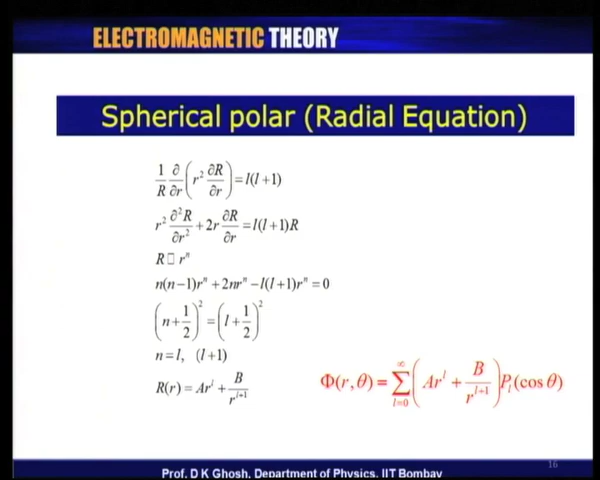 ELECTROMAGNETIC THEORY
Spherical polar (Radial Equation)
1/R ∂/∂r (r² ∂R/∂r) = l(l+1)
r² ∂²R/∂r² + 2r ∂R/∂r = l(l+1)R
R□ rⁿ
n(n−1)rⁿ + 2nrⁿ − l(l+1)rⁿ = 0
(n + 1/2)² = (l + 1/2)²
n = l, (l+1)
R(r) = Arˡ + B/rˡ⁺¹
Φ(r,θ) = ∑_{l=0}^{∞} (Arˡ + B/rˡ⁺¹) Pₗ(cos θ)
16
Prof. D K Ghosh, Department of Physics, IIT Bombay